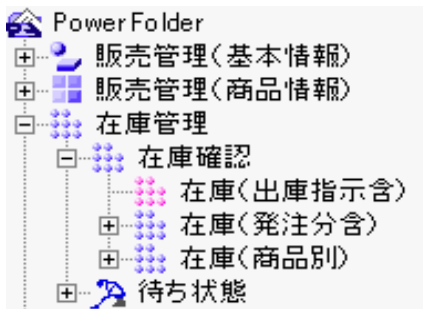 PowerFolder
販売管理(基本情報)
販売管理(商品情報)
在庫管理
在庫確認
在庫(出庫指示含)
在庫(発注分含)
在庫(商品別)
待ち状態